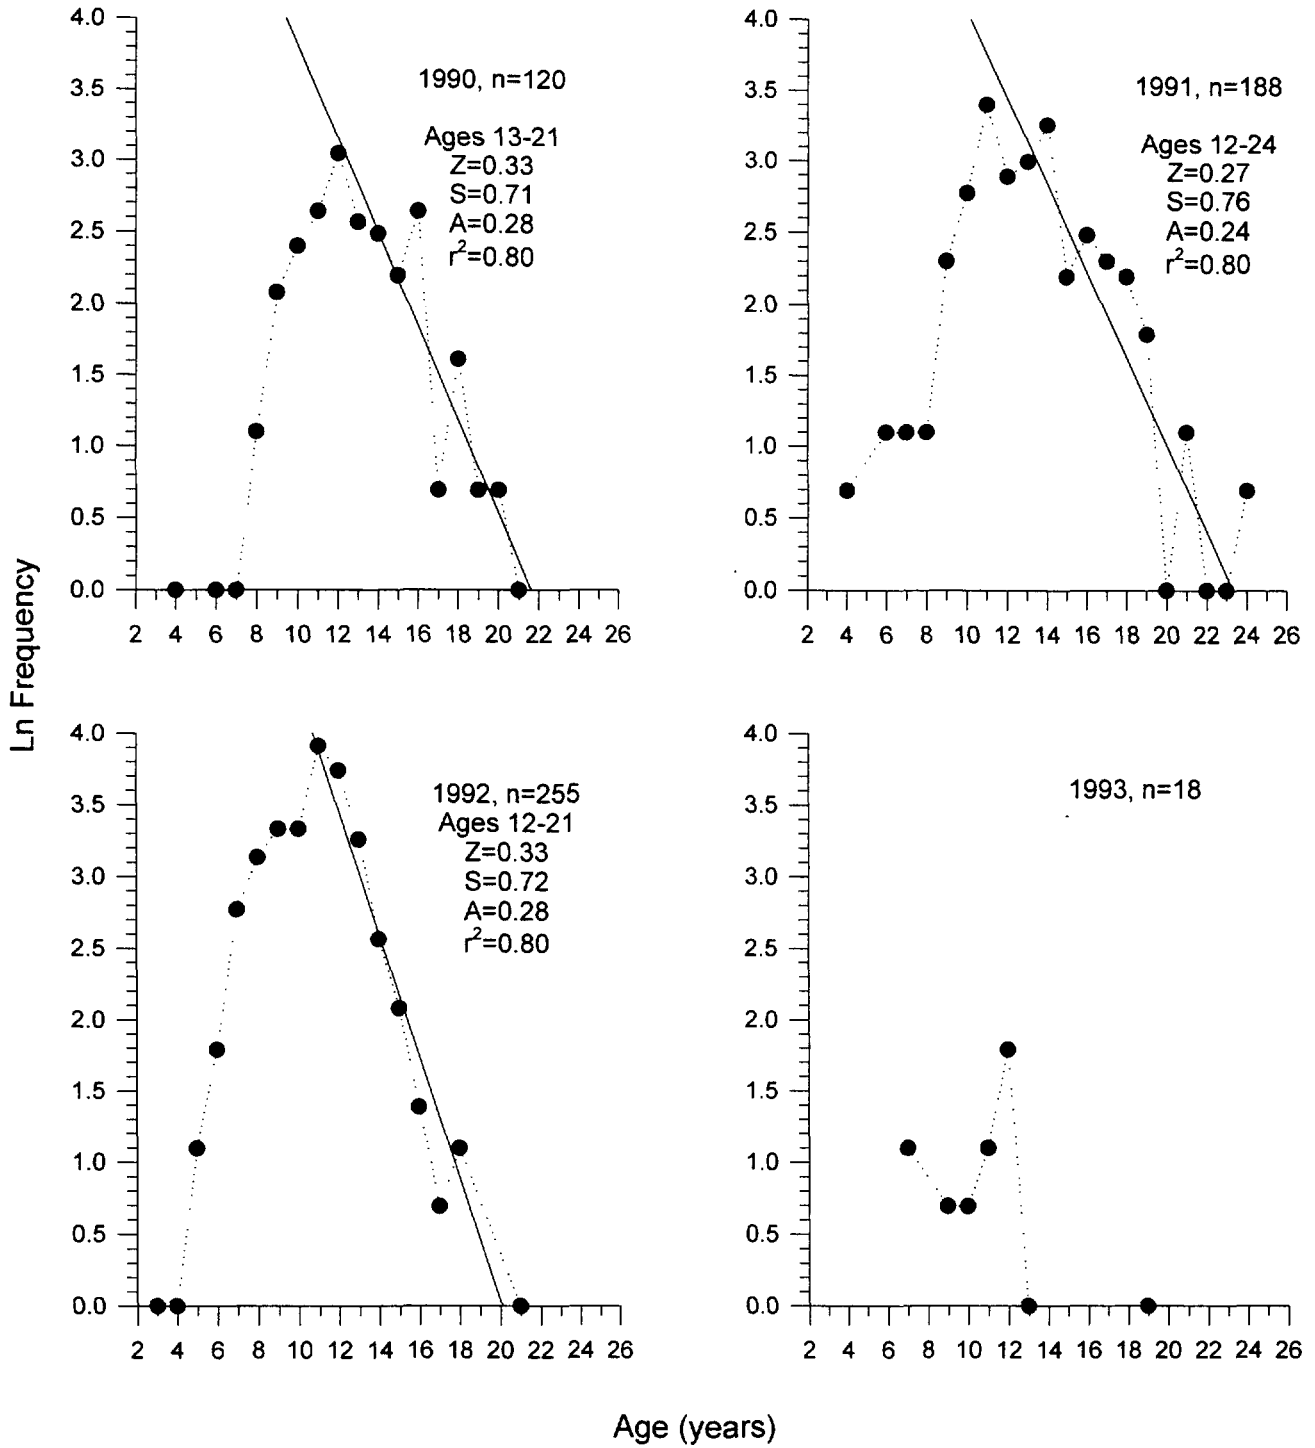 Ln Frequency
4.0
3.5
3.0
2.5
2.0
1.5
1.0
0.5
0.0
2 4 6 8 10 12 14 16 18 20 22 24 26
1990, n=120
Ages 13-21
Z=0.33
S=0.71
A=0.28
r²=0.80
4.0
3.5
3.0
2.5
2.0
1.5
1.0
0.5
0.0
2 4 6 8 10 12 14 16 18 20 22 24 26
1991, n=188
Ages 12-24
Z=0.27
S=0.76
A=0.24
r²=0.80
4.0
3.5
3.0
2.5
2.0
1.5
1.0
0.5
0.0
2 4 6 8 10 12 14 16 18 20 22 24 26
1992, n=255
Ages 12-21
Z=0.33
S=0.72
A=0.28
r²=0.80
4.0
3.5
3.0
2.5
2.0
1.5
1.0
0.5
0.0
2 4 6 8 10 12 14 16 18 20 22 24 26
1993, n=18
Age (years)